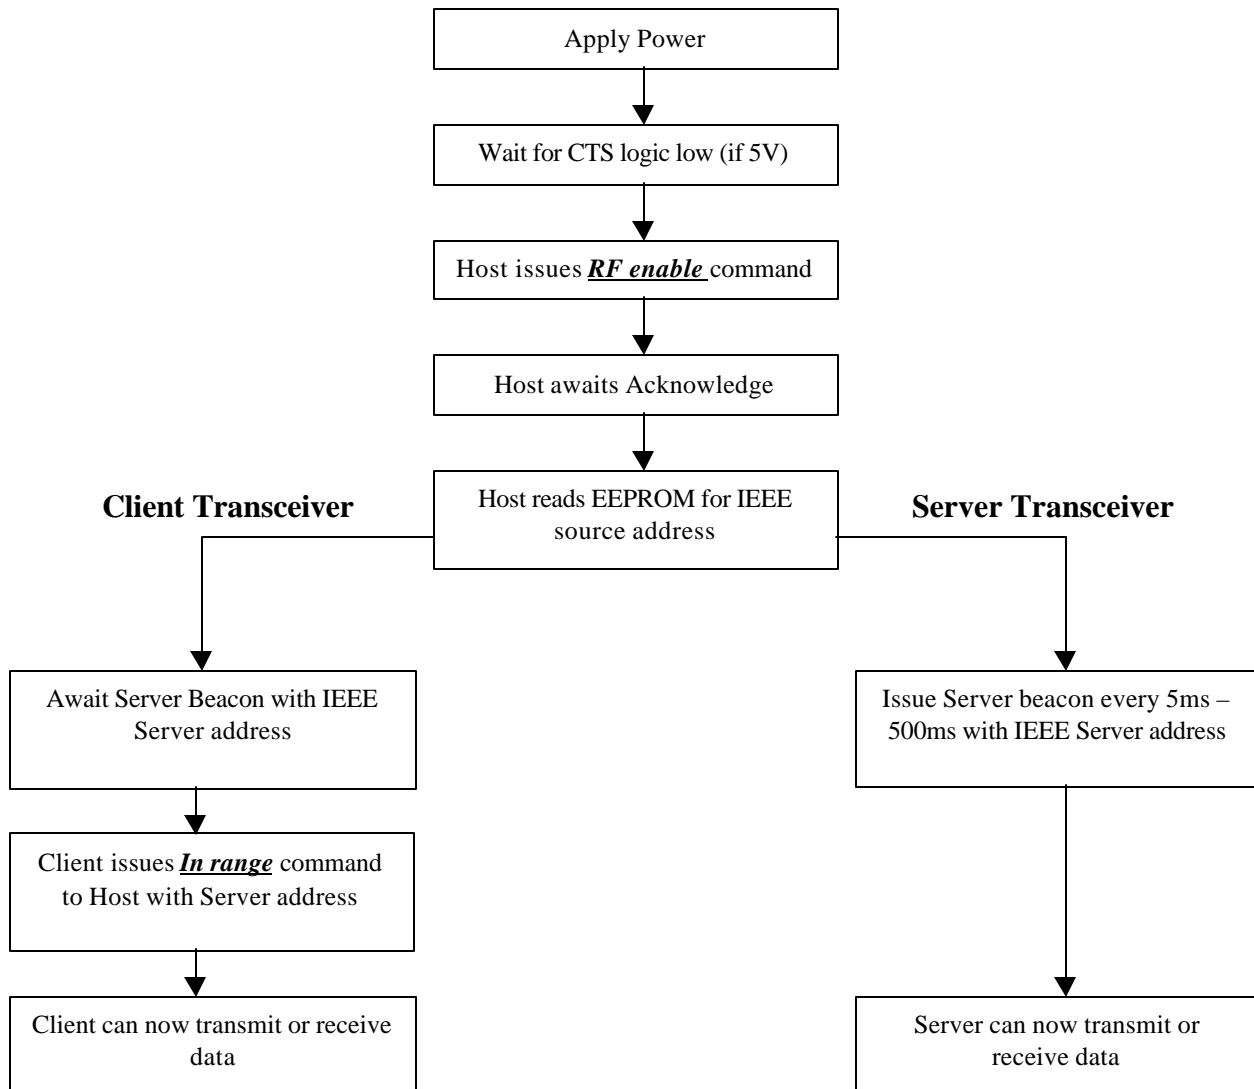 Apply Power
Wait for CTS logic low (if 5V)
Host issues RF enable command
Host awaits Acknowledge
Host reads EEPROM for IEEE
source address
Client Transceiver
Server Transceiver
Await Server Beacon with IEEE
Server address
Client issues In range command
to Host with Server address
Client can now transmit or receive
data
Issue Server beacon every 5ms –
500ms with IEEE Server address
Server can now transmit or
receive data